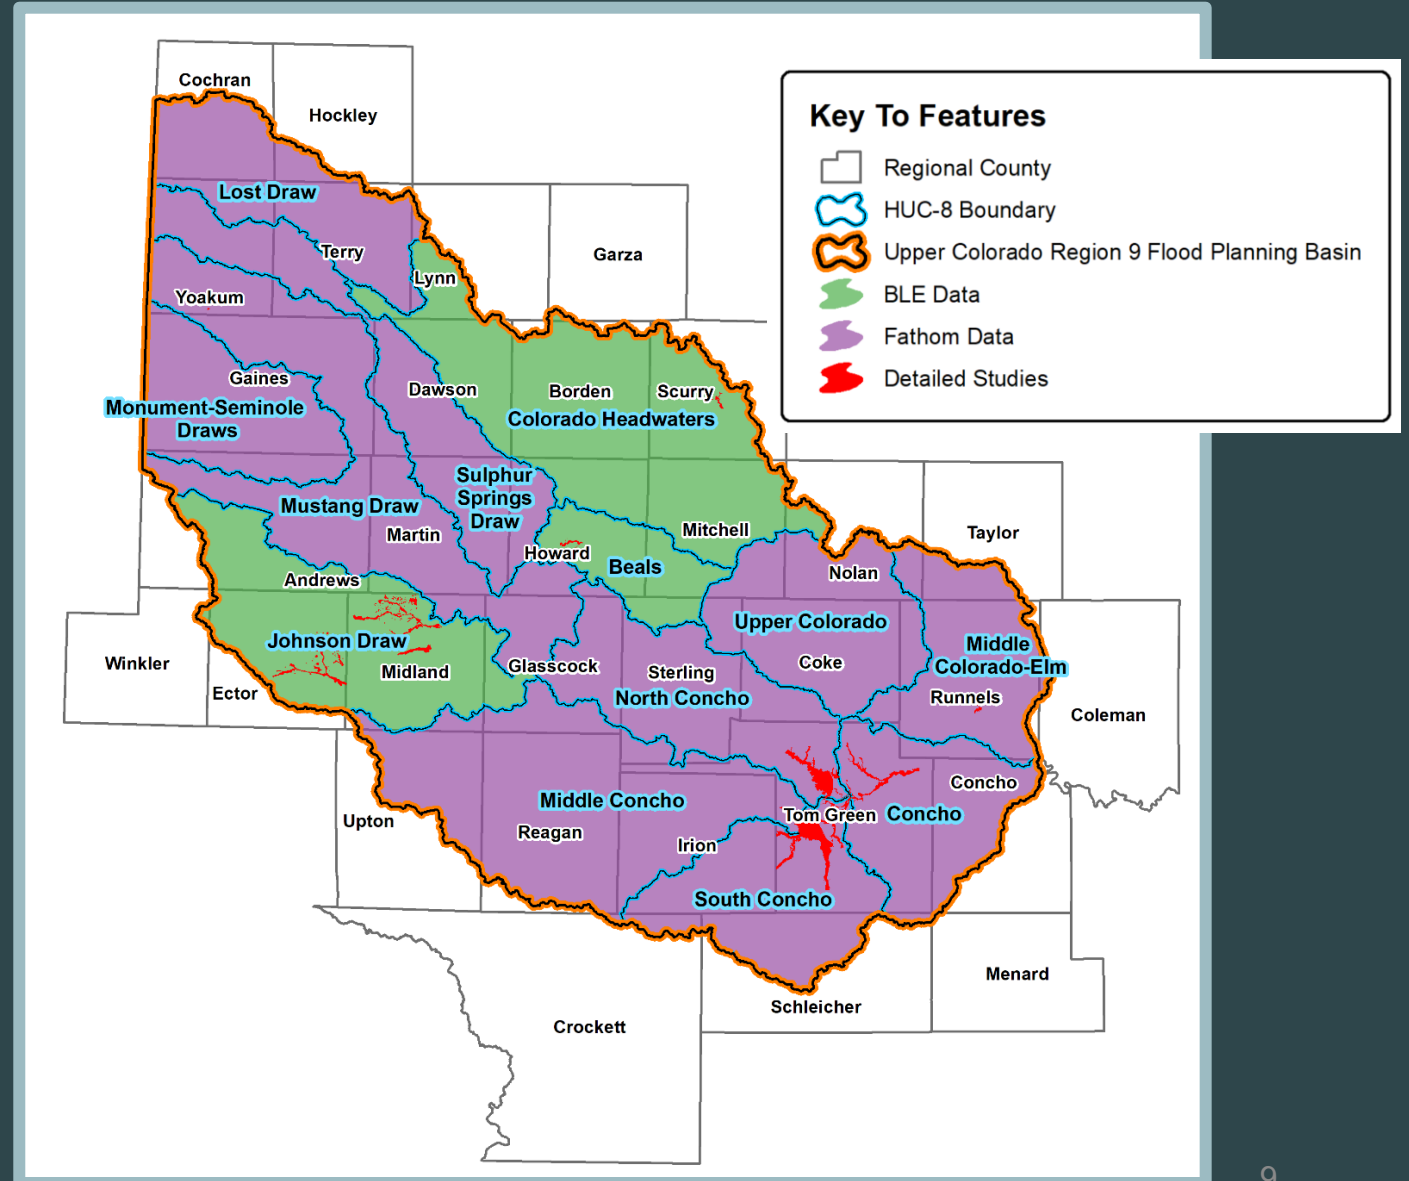 Cochran
Hockley
Key To Features
Regional County
HUC-8 Boundary
Upper Colorado Region 9 Flood Planning Basin
BLE Data
Fathom Data
Detailed Studies
Lost Draw
Terry
Garza
Lynn
Yoakum
Gaines
Dawson
Borden
Scurry
Monument-Seminole
Draws
Colorado Headwaters
Sulphur
Springs
Draw
Mustang Draw
Martin
Mitchell
Taylor
Howard
Beals
Nolan
Andrews
Johnson Draw
Upper Colorado
Middle
Colorado-Elm
Winkler
Midland
Glasscock
Sterling
Coke
Ector
North Concho
Runnels
Coleman
Concho
Middle Concho
Upton
Reagan
Tom Green
Concho
Irion
South Concho
Menard
Schleicher
Crockett
9